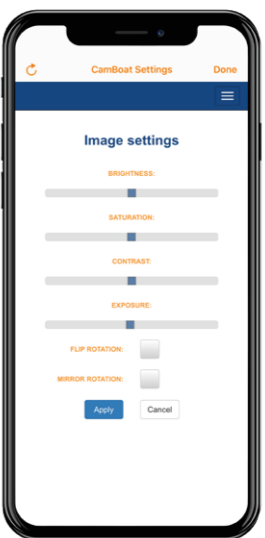 CamBoat Settings Done
Image settings
BRIGHTNESS:
SATURATION:
CONTRAST:
EXPOSURE:
FLIP ROTATION:
MIRROR ROTATION:
Apply Cancel